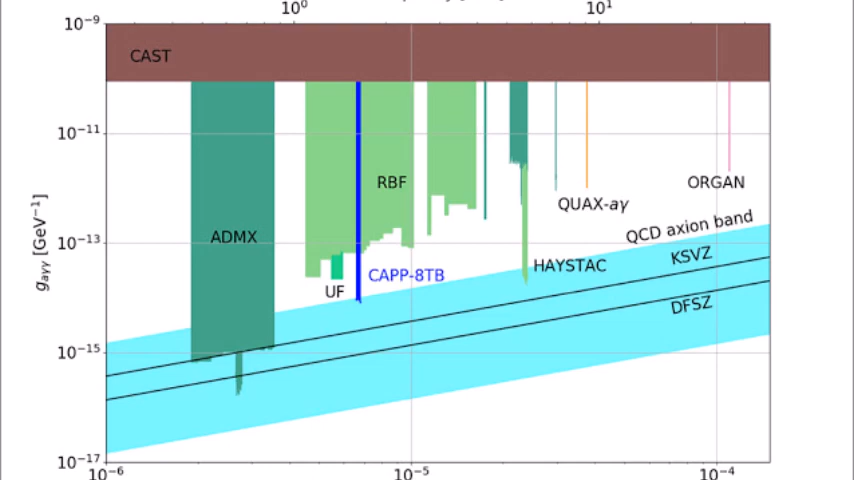 10⁰ 10¹
10⁻⁹
CAST
10⁻¹¹
RBF
ORGAN
QUAX-aγ
QCD axion band
ADMX
10⁻¹³
KSVZ
HAYSTAC
CAPP-8TB
UF
DFSZ
g_aγγ [GeV⁻¹]
10⁻¹⁵
10⁻¹⁷
10⁻⁶ 10⁻⁵ 10⁻⁴